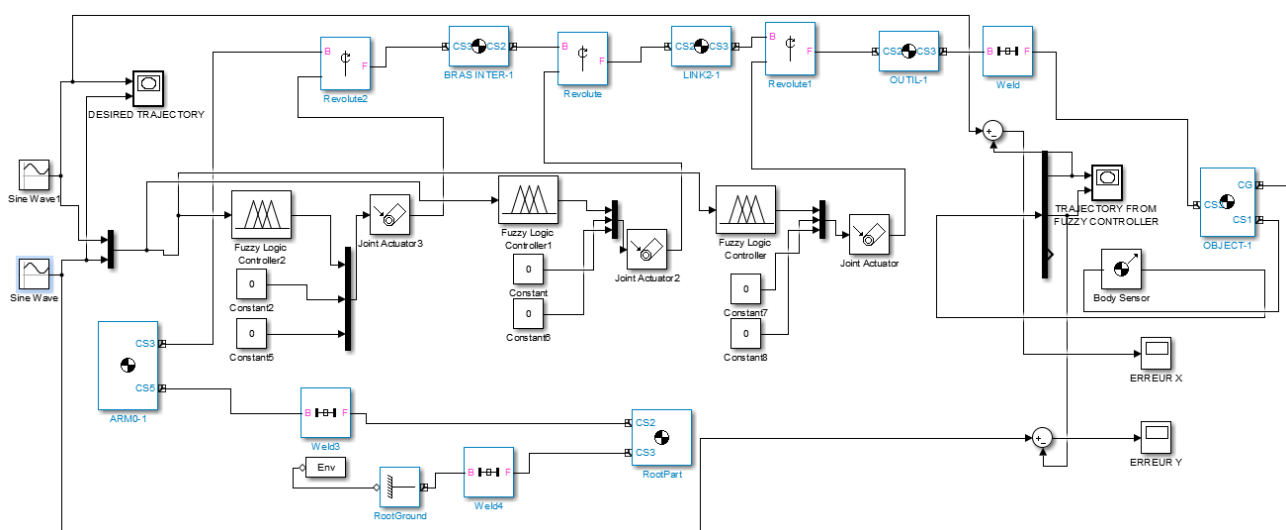 B
F
Revolute2
CS3
CS2
BRAS INTER-1
B
F
Revolute
CS2
CS3
LINK2-1
B
F
Revolute1
CS2
CS3
OUTIL-1
B
F
Weld
DESIRED TRAJECTORY
Sine Wave1
Sine Wave
Fuzzy Logic
Controller2
Joint Actuator3
0
Constant2
0
Constant5
Fuzzy Logic
Controller1
Joint Actuator2
0
Constant
0
Constant6
Fuzzy Logic
Controller
Joint Actuator
0
Constant7
0
Constant8
TRAJECTORY FROM
FUZZY CONTROLLER
CG
CS1
OBJECT-1
Body Sensor
ERREUR X
ERREUR Y
CS3
CS5
ARM0-1
B
F
Weld3
CS2
CS3
RootPart
Env
RootGround
B
F
Weld4